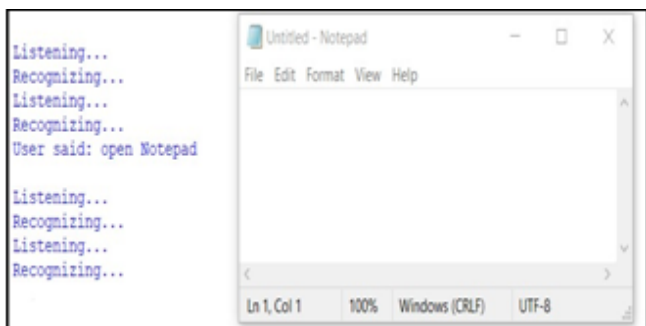 Listening...
Recognizing...
Listening...
Recognizing...
User said: open Notepad
Listening...
Recognizing...
Listening...
Recognizing...
Untitled - Notepad
File Edit Format View Help
Ln 1, Col 1 100% Windows (CRLF) UTF-8